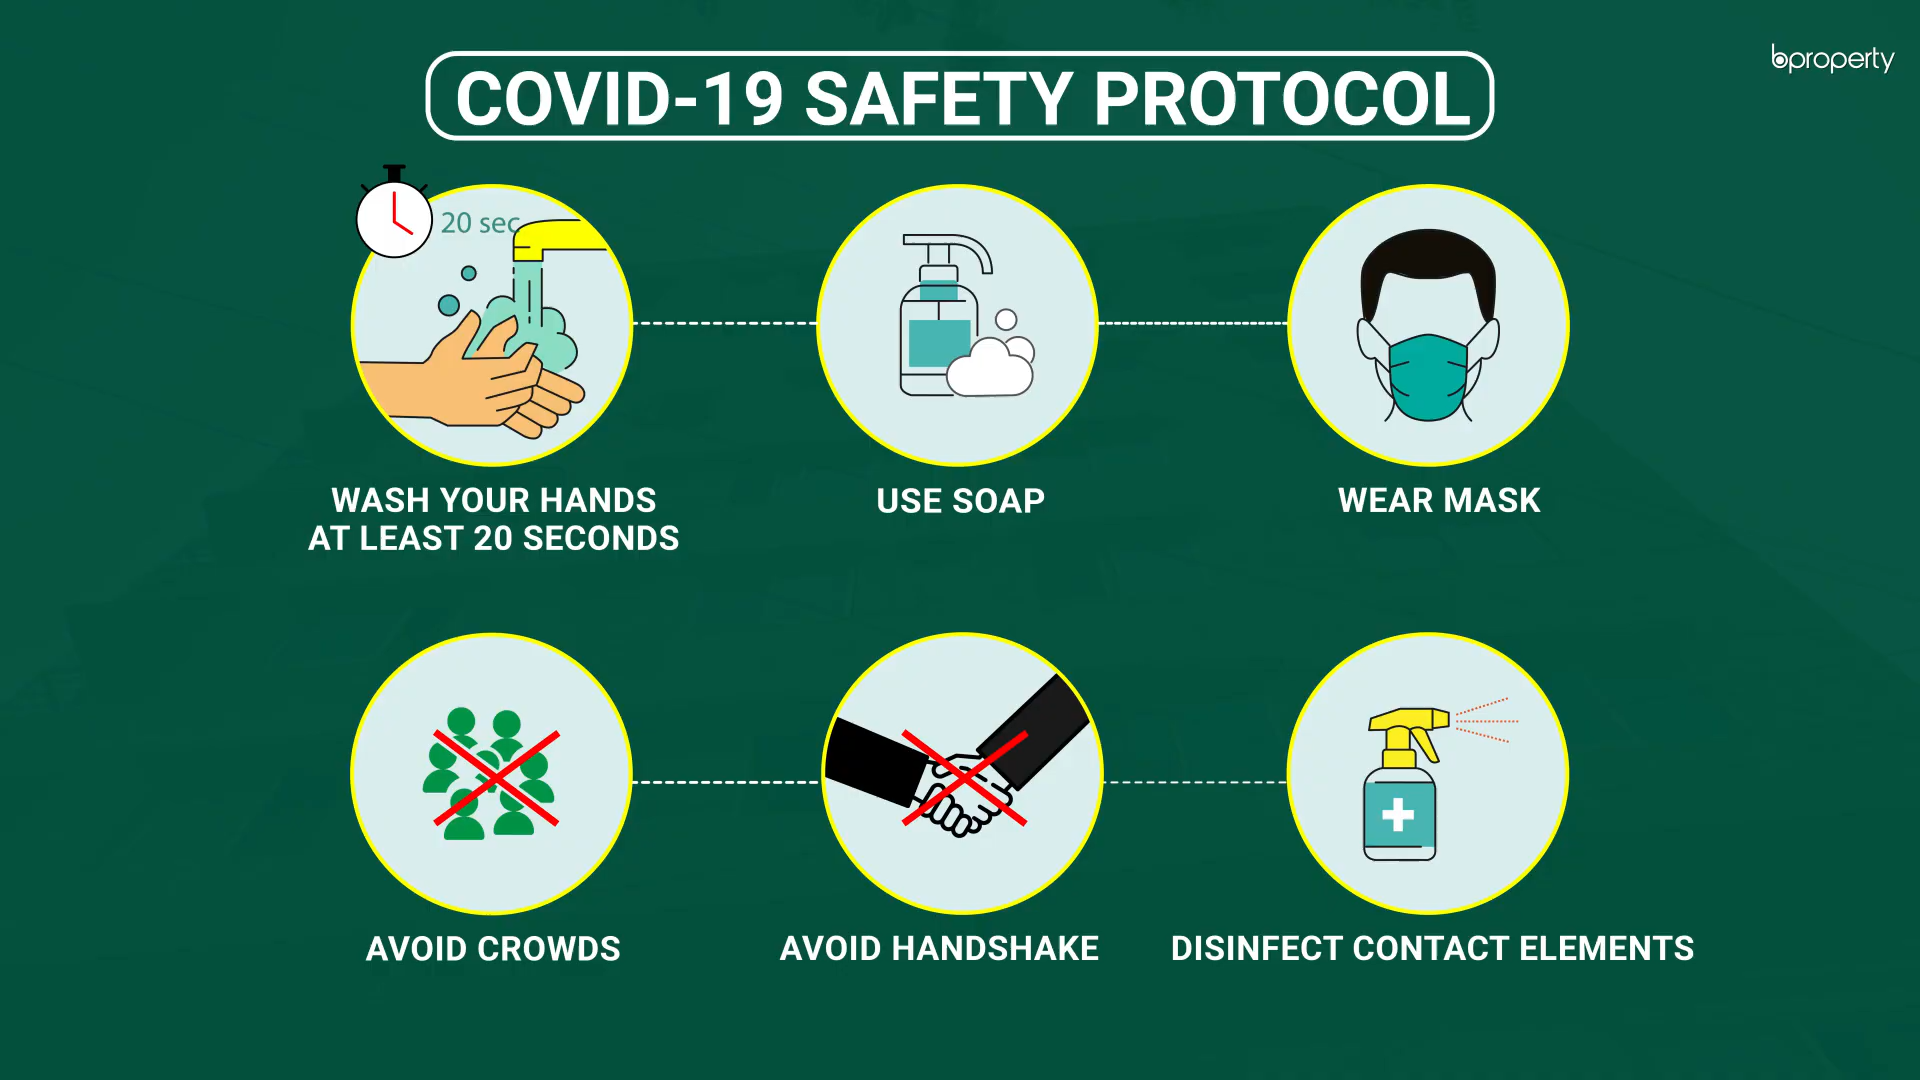 bproperty
COVID-19 SAFETY PROTOCOL
20 sec
WASH YOUR HANDS
AT LEAST 20 SECONDS
USE SOAP
WEAR MASK
AVOID CROWDS
AVOID HANDSHAKE
DISINFECT CONTACT ELEMENTS